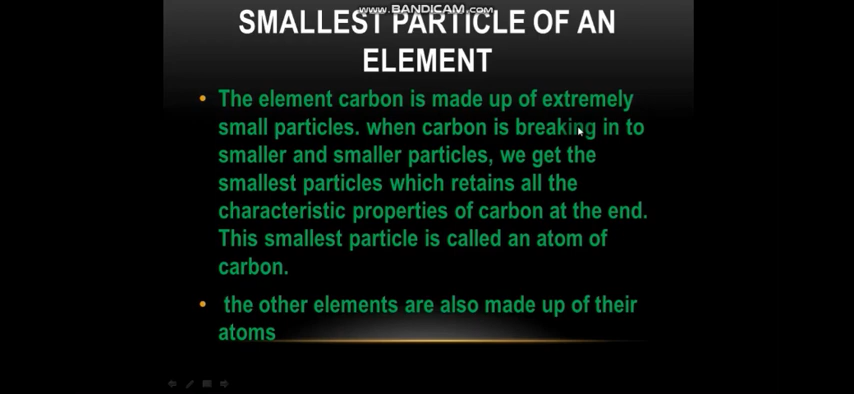 www.BANDICAM.com
SMALLEST PARTICLE OF AN
ELEMENT
• The element carbon is made up of extremely
small particles. when carbon is breaking in to
smaller and smaller particles, we get the
smallest particles which retains all the
characteristic properties of carbon at the end.
This smallest particle is called an atom of
carbon.
• the other elements are also made up of their
atoms